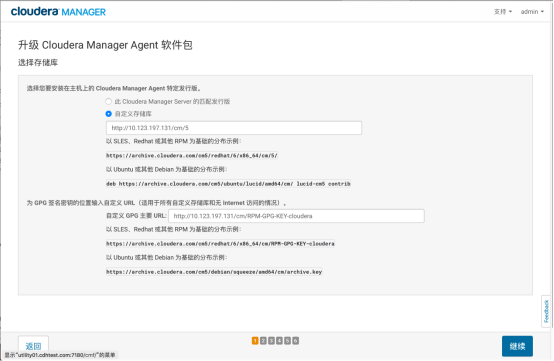 cloudera MANAGER
支持 admin
升级 Cloudera Manager Agent 软件包
选择存储库
选择您要安装在主机上的 Cloudera Manager Agent 特定发行版。
此 Cloudera Manager Server 的匹配发行版
自定义存储库
http://10.123.197.131/cm/5
以 SLES、Redhat 或其他 RPM 为基础的分布示例:
https://archive.cloudera.com/cm5/redhat/6/x86_64/cm/5/
以 Ubuntu 或其他 Debian 为基础的分布示例:
deb https://archive.cloudera.com/cm5/ubuntu/lucid/amd64/cm/ lucid-cm5 contrib
为 GPG 签名密钥的位置输入自定义 URL（适用于所有自定义存储库和无 Internet 访问的情况）。
自定义 GPG 主要 URL: http://10.123.197.131/cm/RPM-GPG-KEY-cloudera
以 SLES、Redhat 或其他 RPM 为基础的分布示例:
https://archive.cloudera.com/cm5/redhat/6/x86_64/cm/RPM-GPG-KEY-cloudera
以 Ubuntu 或其他 Debian 为基础的分布示例:
https://archive.cloudera.com/cm5/debian/squeeze/amd64/cm/archive.key
Feedback
返回 1 2 3 4 5 6 继续
显示"utility01.cdhtest.com:7180/cmf/"的菜单